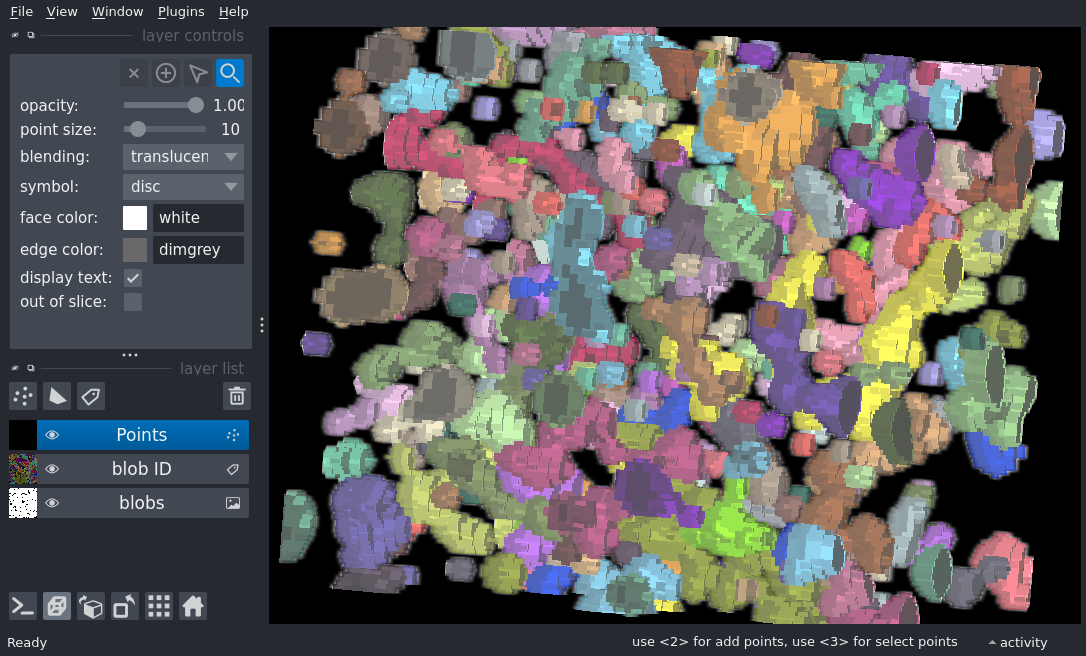 File View Window Plugins Help
layer controls
opacity: 1.00
point size: 10
blending: translucen
symbol: disc
face color: white
edge color: dimgrey
display text:
out of slice:
layer list
Points
blob ID
blobs
Ready
use <2> for add points, use <3> for select points
activity